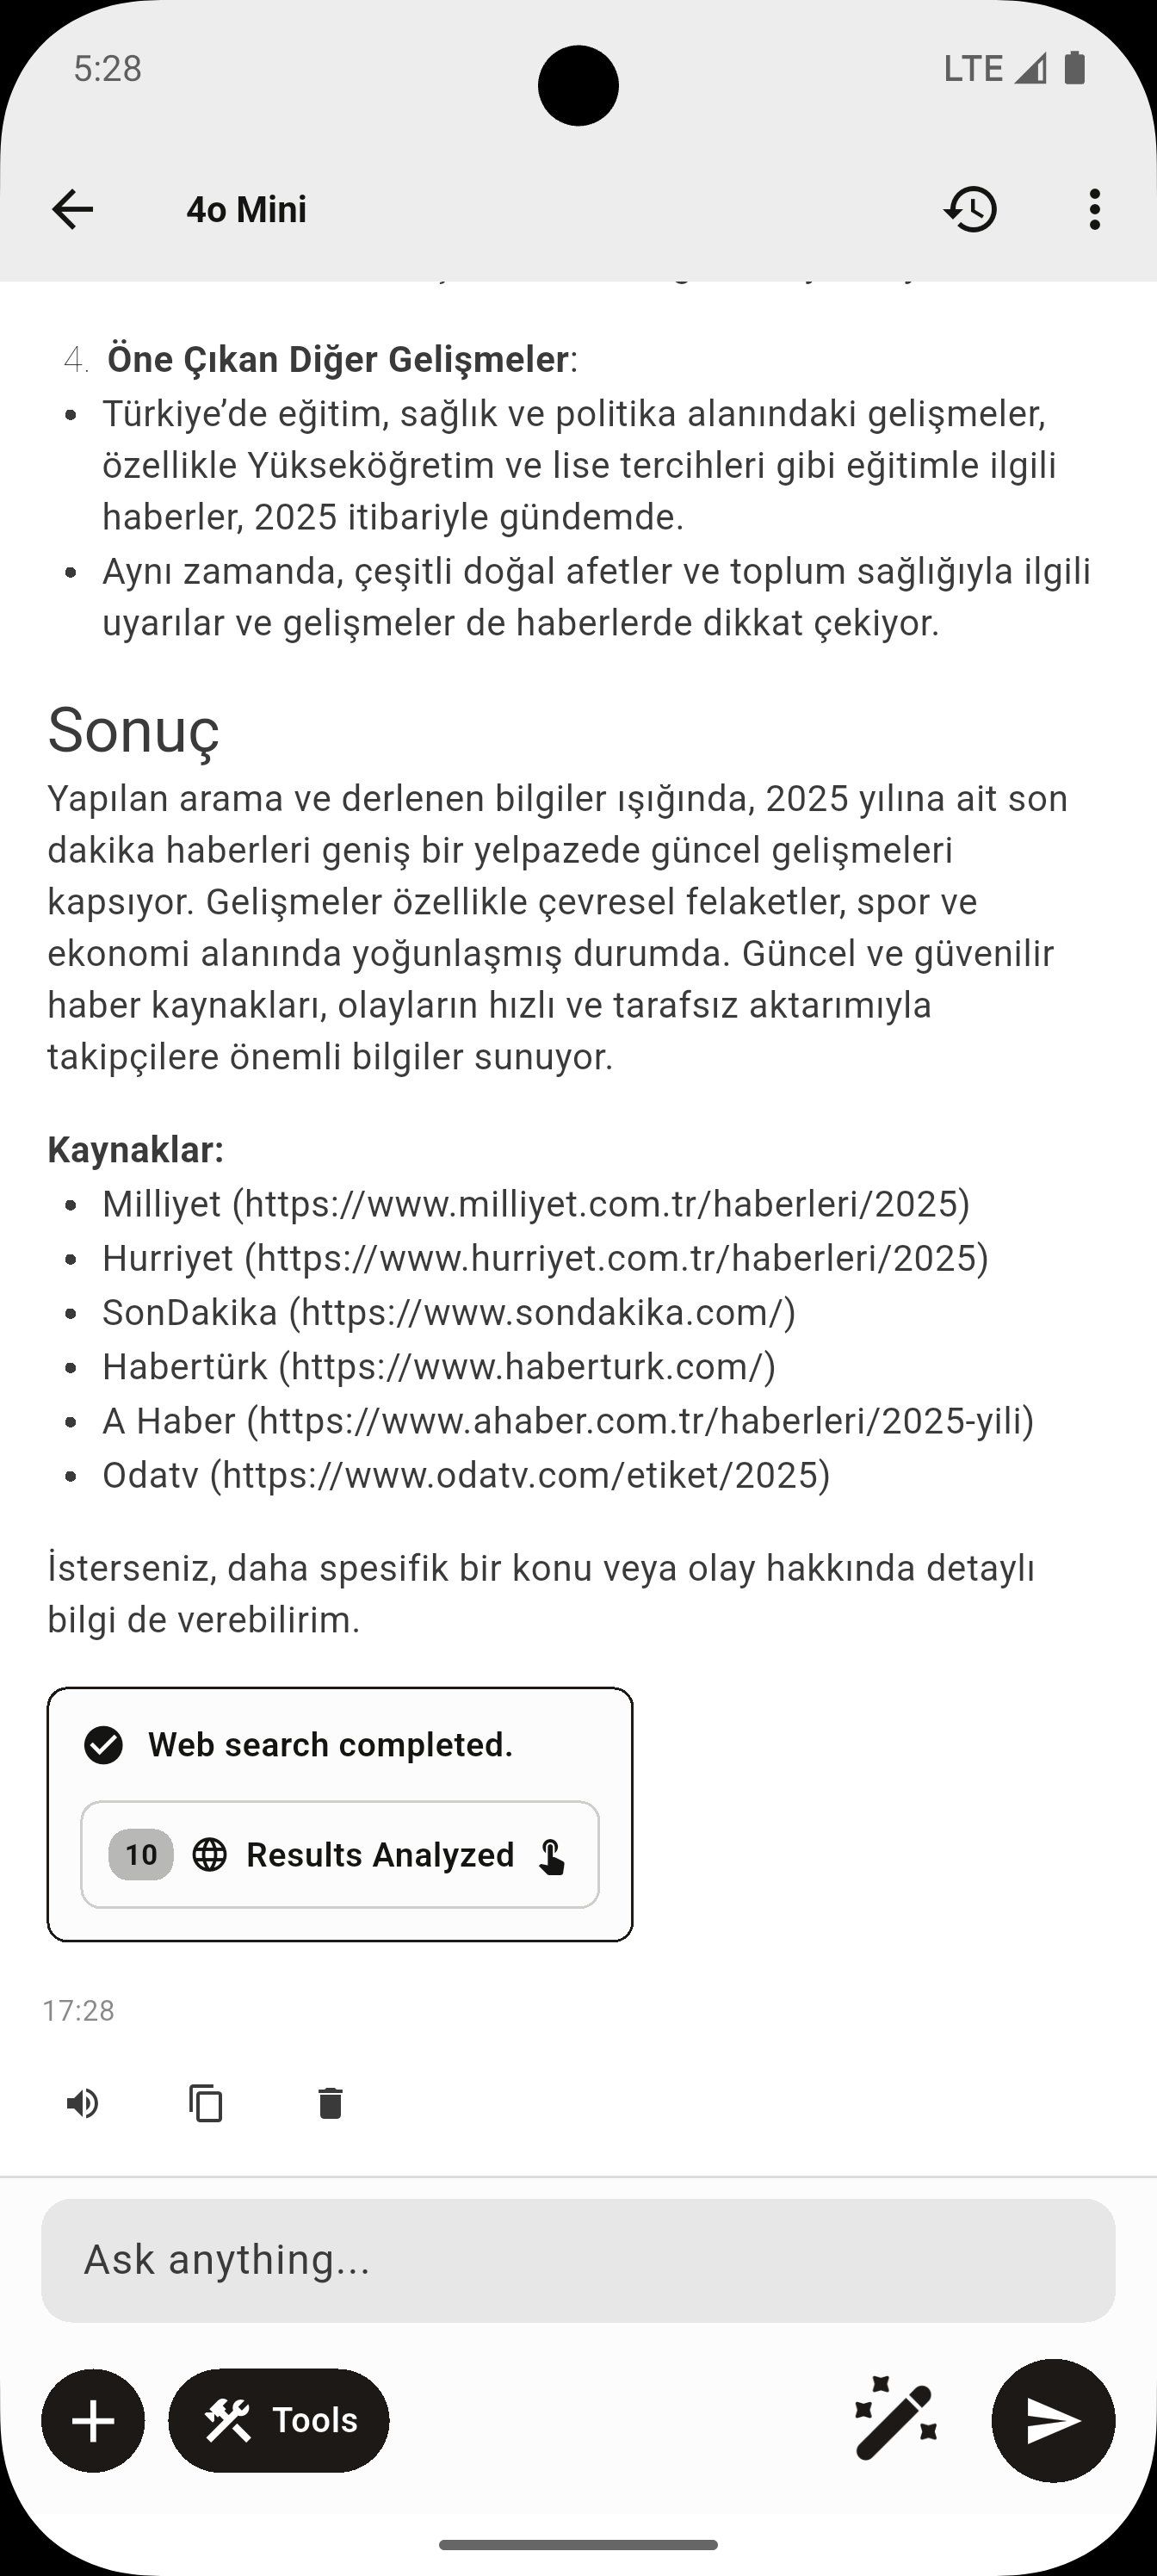 5:28
LTE
4o Mini
4. Öne Çıkan Diğer Gelişmeler:
• Türkiye’de eğitim, sağlık ve politika alanındaki gelişmeler,
özellikle Yükseköğretim ve lise tercihleri gibi eğitimle ilgili
haberler, 2025 itibariyle gündemde.
• Aynı zamanda, çeşitli doğal afetler ve toplum sağlığıyla ilgili
uyarılar ve gelişmeler de haberlerde dikkat çekiyor.
Sonuç
Yapılan arama ve derlenen bilgiler ışığında, 2025 yılına ait son
dakika haberleri geniş bir yelpazede güncel gelişmeleri
kapsıyor. Gelişmeler özellikle çevresel felaketler, spor ve
ekonomi alanında yoğunlaşmış durumda. Güncel ve güvenilir
haber kaynakları, olayların hızlı ve tarafsız aktarımıyla
takipçilere önemli bilgiler sunuyor.
Kaynaklar:
• Milliyet (https://www.milliyet.com.tr/haberleri/2025)
• Hurriyet (https://www.hurriyet.com.tr/haberleri/2025)
• SonDakika (https://www.sondakika.com/)
• Habertürk (https://www.haberturk.com/)
• A Haber (https://www.ahaber.com.tr/haberleri/2025-yili)
• Odatv (https://www.odatv.com/etiket/2025)
İsterseniz, daha spesifik bir konu veya olay hakkında detaylı
bilgi de verebilirim.
Web search completed.
10 Results Analyzed
17:28
Ask anything...
Tools